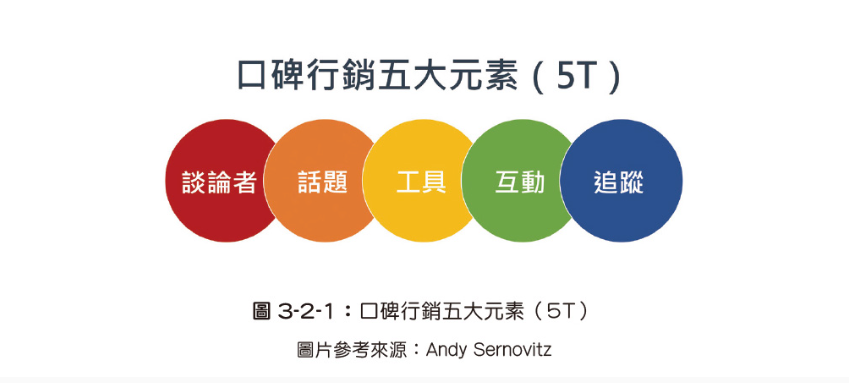 口碑行銷五大元素（5T）
談論者 話題 工具 互動 追蹤
圖 3-2-1：口碑行銷五大元素（5T）
圖片參考來源：Andy Sernovitz